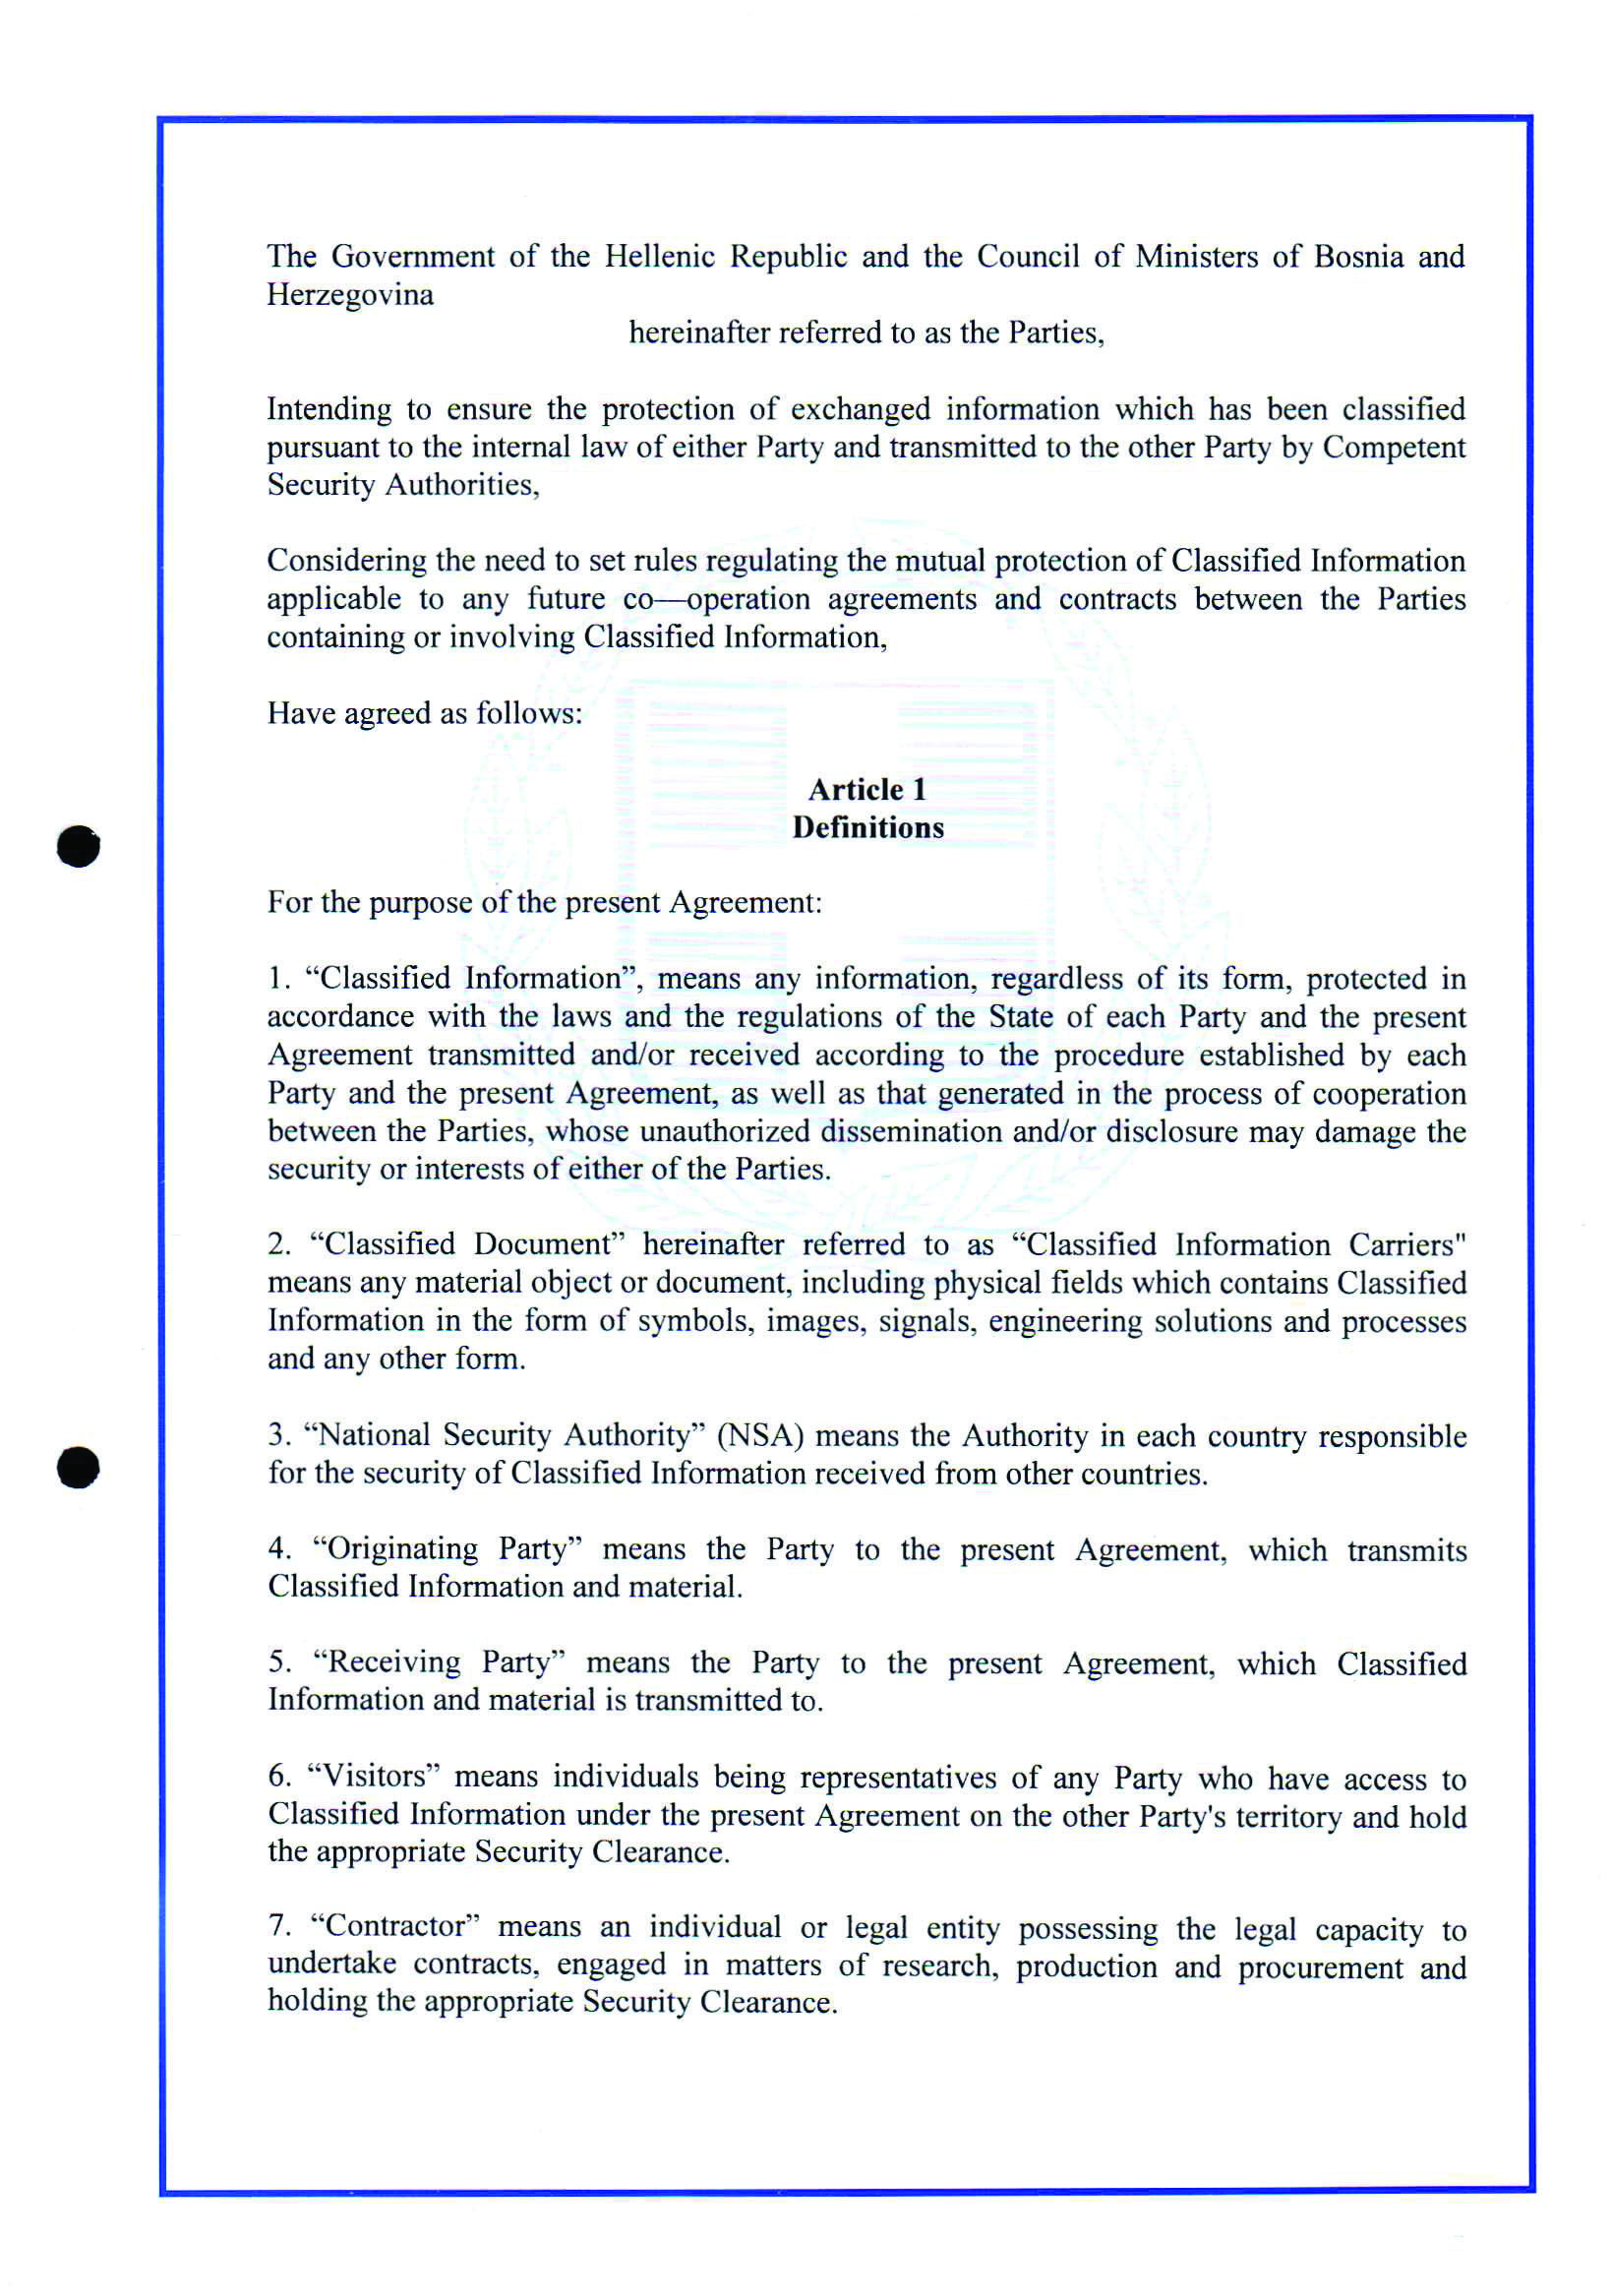 The Government of the Hellenic Republic and the Council of Ministers of Bosnia and
Herzegovina
hereinafter referred to as the Parties,
Intending to ensure the protection of exchanged information which has been classified
pursuant to the internal law of either Party and transmitted to the other Party by Competent
Security Authorities,
Considering the need to set rules regulating the mutual protection of Classified Information
applicable to any future co—operation agreements and contracts between the Parties
containing or involving Classified Information,
Have agreed as follows:
Article 1
Definitions
For the purpose of the present Agreement:
1. “Classified Information”, means any information, regardless of its form, protected in
accordance with the laws and the regulations of the State of each Party and the present
Agreement transmitted and/or received according to the procedure established by each
Party and the present Agreement, as well as that generated in the process of cooperation
between the Parties, whose unauthorized dissemination and/or disclosure may damage the
security or interests of either of the Parties.
2. “Classified Document” hereinafter referred to as “Classified Information Carriers"
means any material object or document, including physical fields which contains Classified
Information in the form of symbols, images, signals, engineering solutions and processes
and any other form.
3. “National Security Authority” (NSA) means the Authority in each country responsible
for the security of Classified Information received from other countries.
4. “Originating Party” means the Party to the present Agreement, which transmits
Classified Information and material.
5. “Receiving Party” means the Party to the present Agreement, which Classified
Information and material is transmitted to.
6. “Visitors” means individuals being representatives of any Party who have access to
Classified Information under the present Agreement on the other Party's territory and hold
the appropriate Security Clearance.
7. “Contractor” means an individual or legal entity possessing the legal capacity to
undertake contracts, engaged in matters of research, production and procurement and
holding the appropriate Security Clearance.